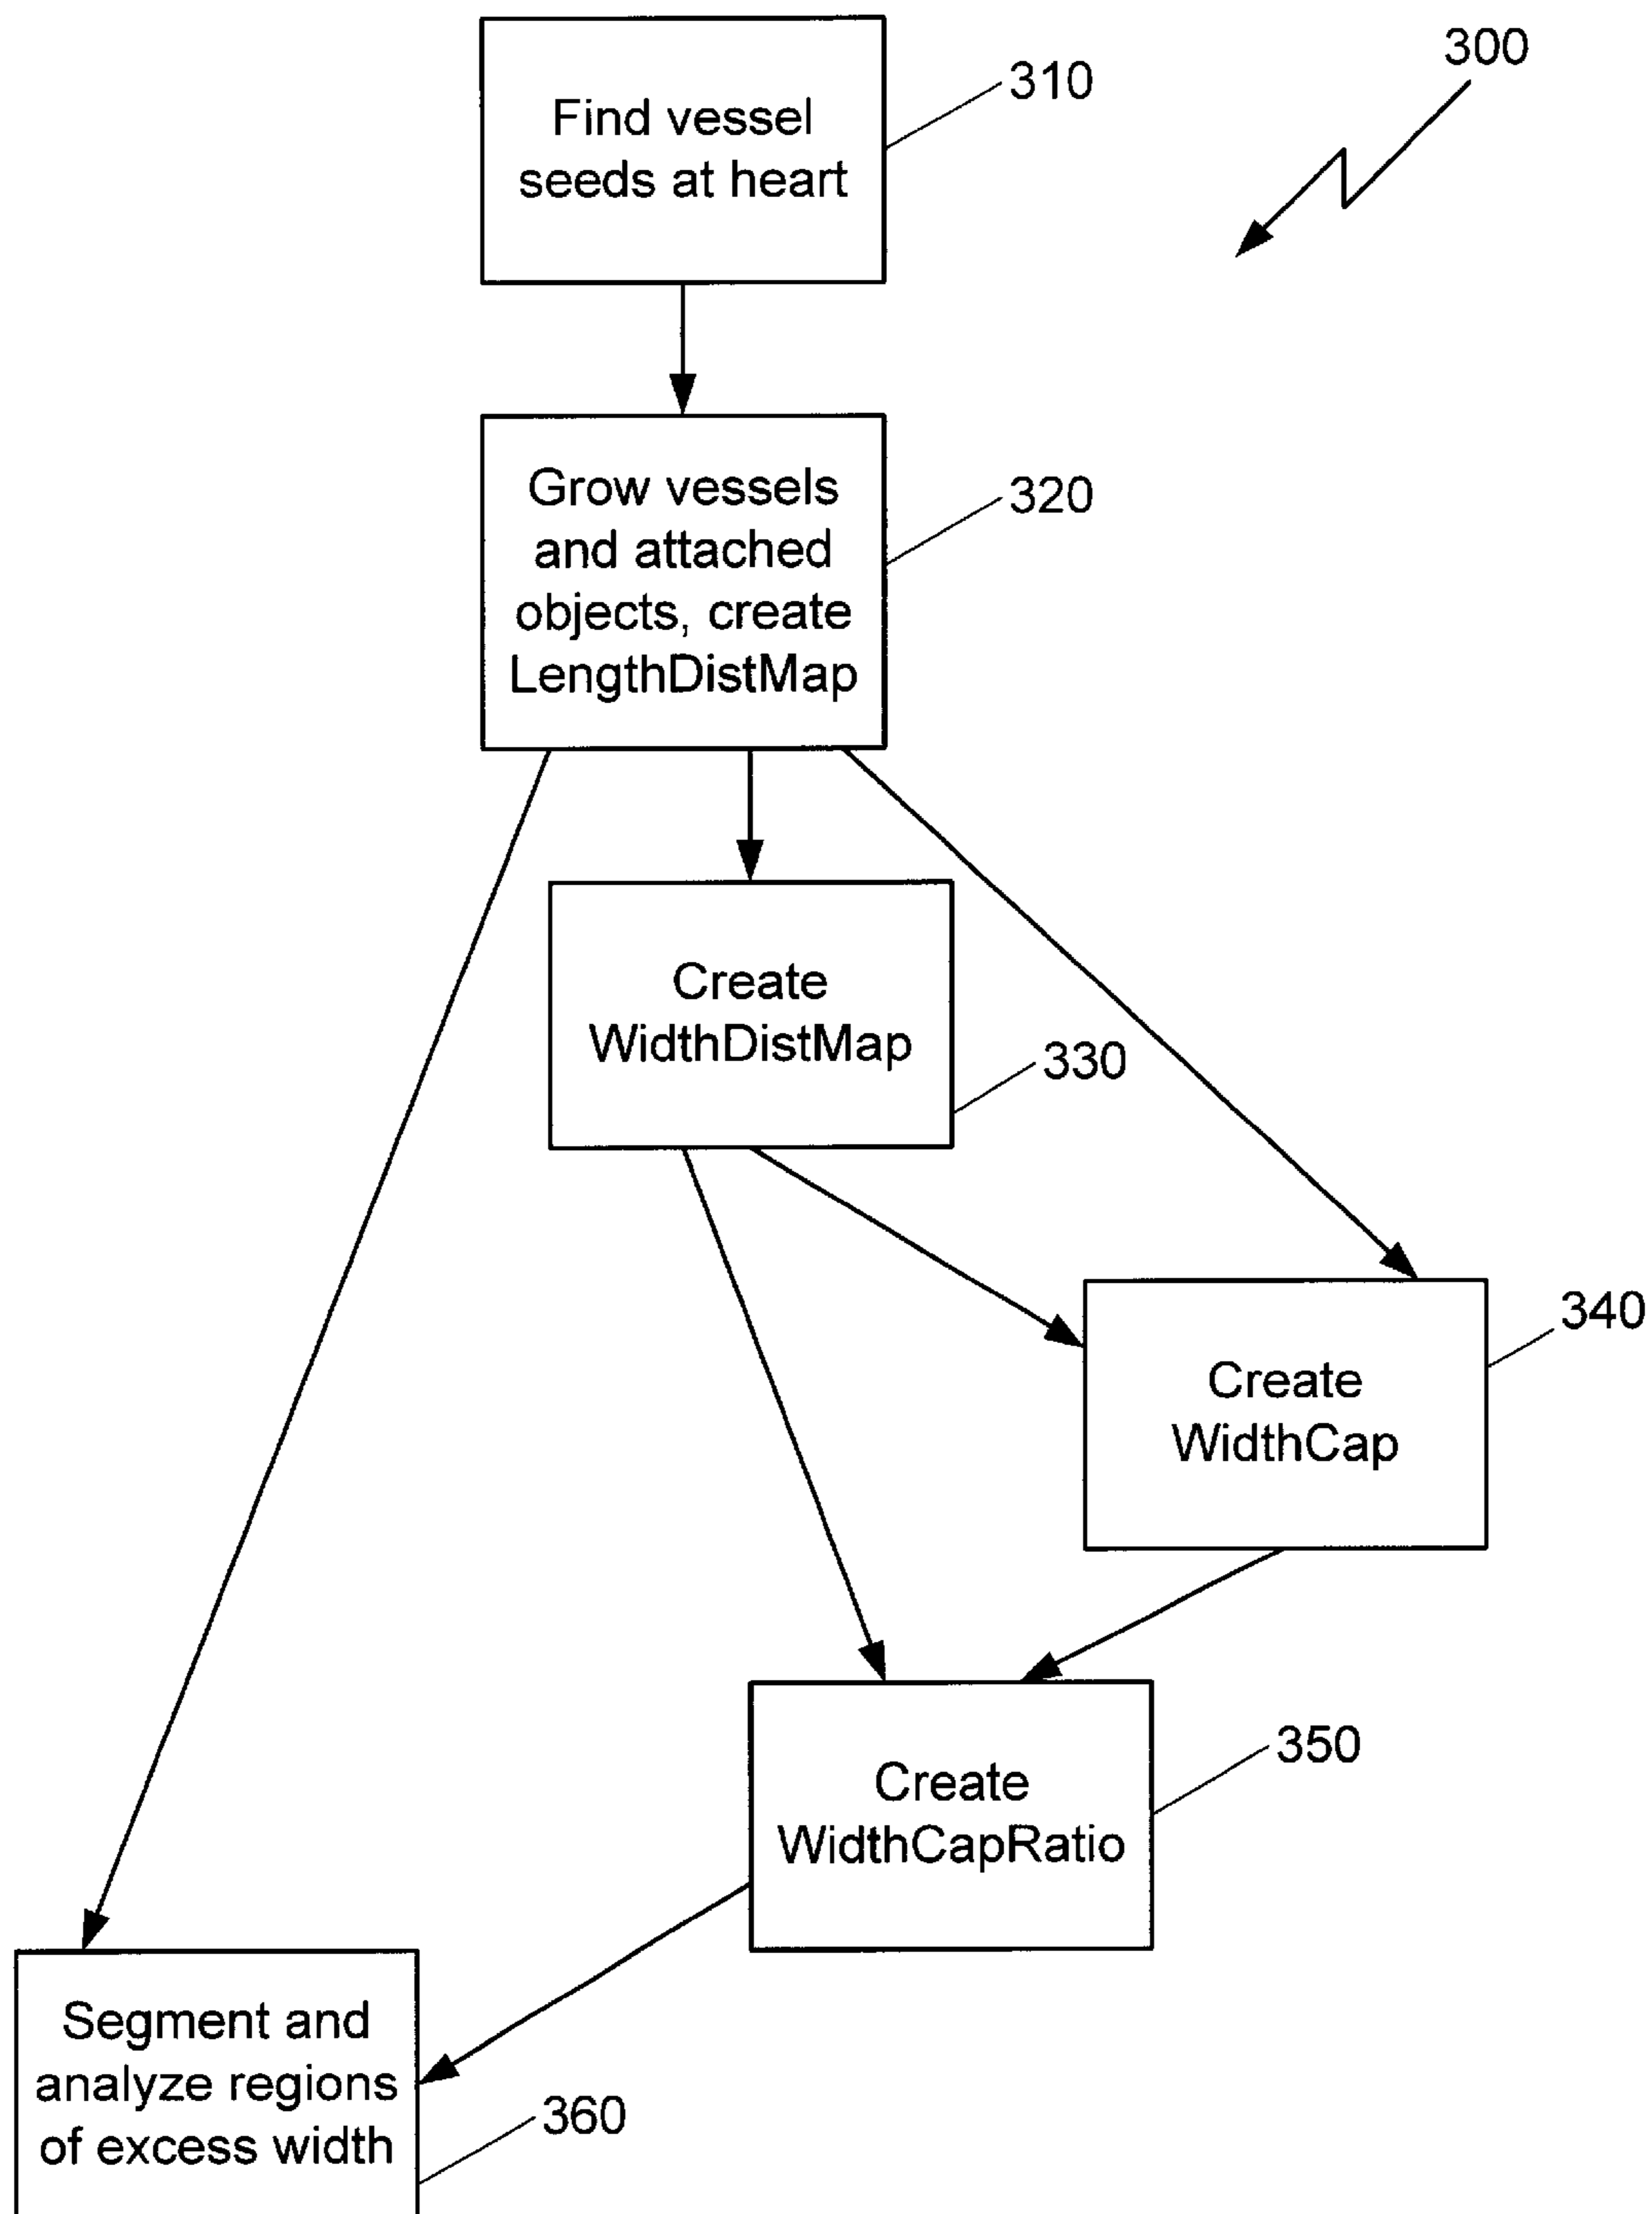 300
310
Find vessel
seeds at heart
320
Grow vessels
and attached
objects, create
LengthDistMap
Create
WidthDistMap
330
340
Create
WidthCap
350
Create
WidthCapRatio
Segment and
analyze regions
of excess width
360